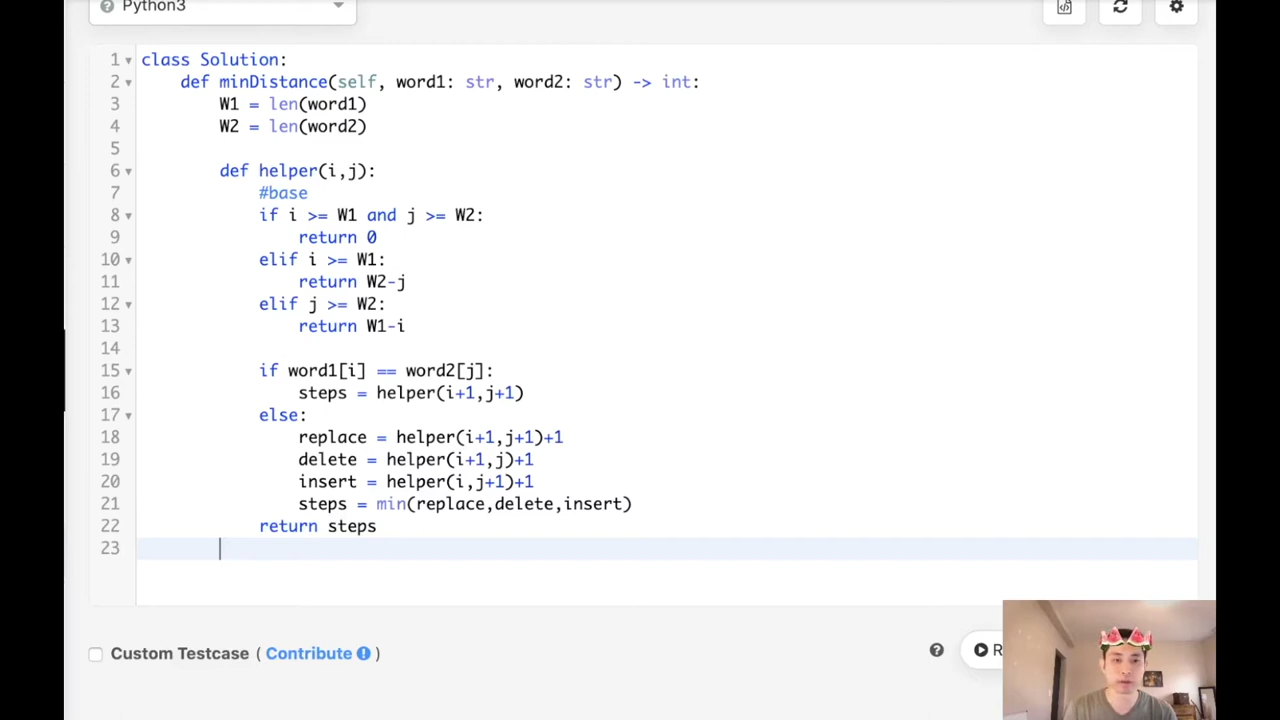 Python3
1 class Solution:
2     def minDistance(self, word1: str, word2: str) -> int:
3         W1 = len(word1)
4         W2 = len(word2)
5
6         def helper(i,j):
7             #base
8             if i >= W1 and j >= W2:
9                 return 0
10             elif i >= W1:
11                 return W2-j
12             elif j >= W2:
13                 return W1-i
14
15             if word1[i] == word2[j]:
16                 steps = helper(i+1,j+1)
17             else:
18                 replace = helper(i+1,j+1)+1
19                 delete = helper(i+1,j)+1
20                 insert = helper(i,j+1)+1
21                 steps = min(replace,delete,insert)
22             return steps
23
Custom Testcase ( Contribute )
R